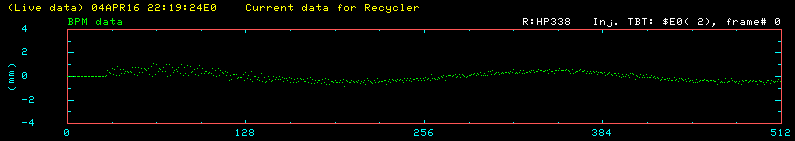 (Live data) 04APR16 22:19:24E0 Current data for Recycler
BPM data R:HP338 Inj. TBT: $E0( 2), frame# 0
4
2
0
-2
-4
(mm)
0 128 256 384 512